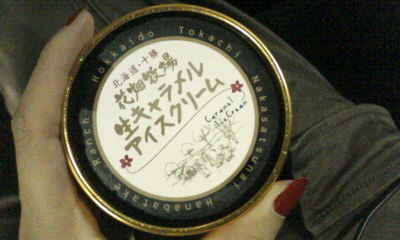 Hokkaido Tokachi Nakasatsunai Hanabatake Ranch
北海道・十勝
花畑牧場
生キャラメル
アイスクリーム
Caramel
Ice Cream